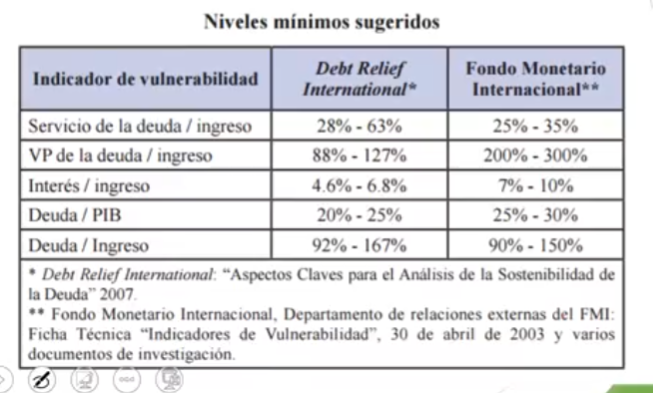 Niveles mínimos sugeridos
Indicador de vulnerabilidad
Debt Relief
International*
Fondo Monetario
Internacional**
Servicio de la deuda / ingreso 28% - 63% 25% - 35%
VP de la deuda / ingreso 88% - 127% 200% - 300%
Interés / ingreso 4.6% - 6.8% 7% - 10%
Deuda / PIB 20% - 25% 25% - 30%
Deuda / Ingreso 92% - 167% 90% - 150%
* Debt Relief International: “Aspectos Claves para el Análisis de la Sostenibilidad de
la Deuda” 2007.
** Fondo Monetario Internacional, Departamento de relaciones externas del FMI:
Ficha Técnica “Indicadores de Vulnerabilidad”, 30 de abril de 2003 y varios
documentos de investigación.